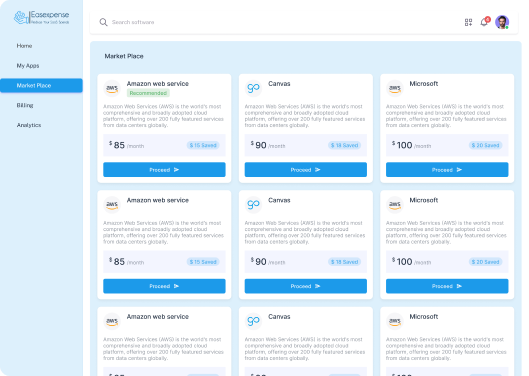 Easexpense
Search software
6
Home
My Apps
Market Place
Billing
Analytics
Market Place
Amazon web service
Recommended
aws
Amazon Web Services (AWS) is the world's most
comprehensive and broadly adopted cloud
platform, offering over 200 fully featured services
from data centers globally.
$ 85 /month
$ 15 Saved
Proceed
Canvas
go
Amazon Web Services (AWS) is the world's most
comprehensive and broadly adopted cloud
platform, offering over 200 fully featured services
from data centers globally.
$ 90 /month
$ 18 Saved
Proceed
Microsoft
aws
Amazon Web Services (AWS) is the world's most
comprehensive and broadly adopted cloud
platform, offering over 200 fully featured services
from data centers globally.
$ 100 /month
$ 20 Saved
Proceed
Amazon web service
aws
Amazon Web Services (AWS) is the world's most
comprehensive and broadly adopted cloud
platform, offering over 200 fully featured services
from data centers globally.
$ 85 /month
$ 15 Saved
Proceed
Canvas
go
Amazon Web Services (AWS) is the world's most
comprehensive and broadly adopted cloud
platform, offering over 200 fully featured services
from data centers globally.
$ 90 /month
$ 18 Saved
Proceed
Microsoft
aws
Amazon Web Services (AWS) is the world's most
comprehensive and broadly adopted cloud
platform, offering over 200 fully featured services
from data centers globally.
$ 100 /month
$ 20 Saved
Proceed
Amazon web service
aws
Amazon Web Services (AWS) is the world's most
comprehensive and broadly adopted cloud
platform, offering over 200 fully featured services
from data centers globally.
Canvas
go
Amazon Web Services (AWS) is the world's most
comprehensive and broadly adopted cloud
platform, offering over 200 fully featured services
from data centers globally.
Microsoft
aws
Amazon Web Services (AWS) is the world's most
comprehensive and broadly adopted cloud
platform, offering over 200 fully featured services
from data centers globally.